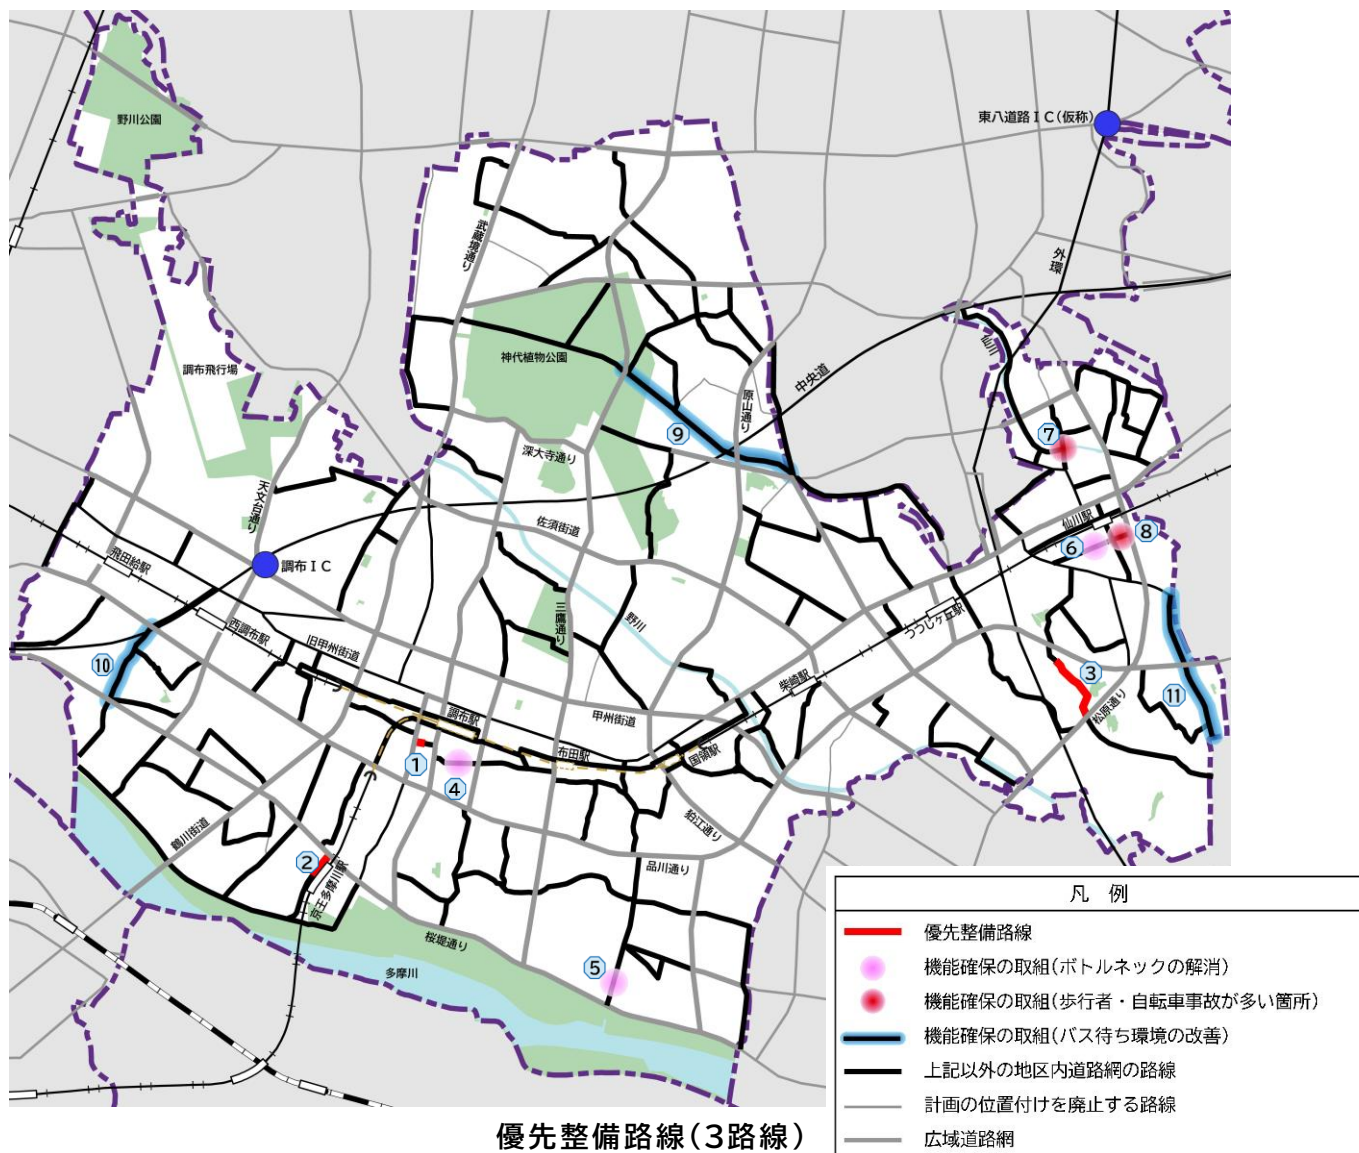 野川公園
東八道路IC(仮称)
武蔵境通り
外環
仙川
調布飛行場
神代植物公園
中央道
原山通り
⑨
⑦
深大寺通り
天文台通り
佐須街道
仙川駅
⑥
⑧
飛田給駅
調布IC
三鷹通り
野川
つつじヶ丘駅
西調布駅
旧甲州街道
⑩
柴崎駅
③
⑪
松原通り
調布駅
甲州街道
布田駅
国領駅
①
④
狛江通り
鶴川街道
②
京王多摩川駅
品川通り
桜堤通り
多摩川
⑤
凡 例
優先整備路線
機能確保の取組(ボトルネックの解消)
機能確保の取組(歩行者・自転車事故が多い箇所)
機能確保の取組(バス待ち環境の改善)
上記以外の地区内道路網の路線
計画の位置付けを廃止する路線
広域道路網
優先整備路線(3路線)